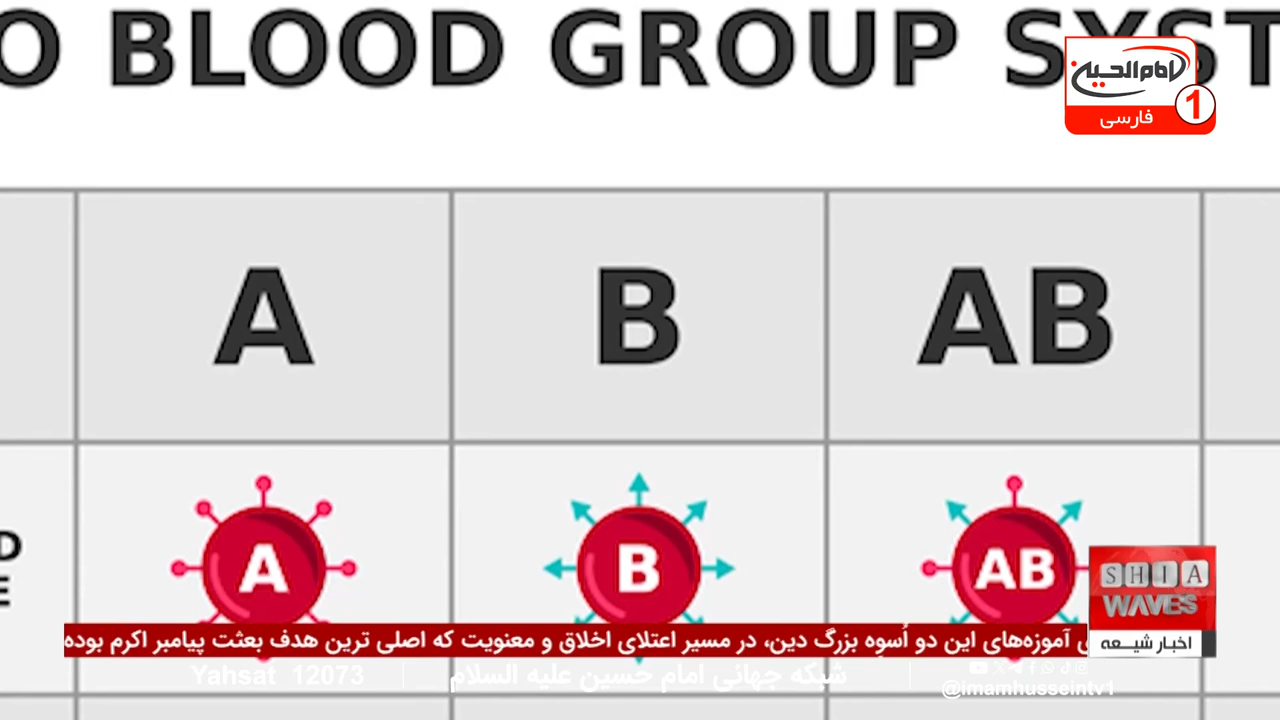 O BLOOD GROUP SYST
امام الحسین
1
فارسی
A B AB
D
E
A B AB
SHIA
WAVES
آموزه‌های این دو اُسوه بزرگ دین، در مسیر اعتلای اخلاق و معنویت که اصلی ترین هدف بعثت پیامبر اکرم بوده
اخبار شیعه
Yahsat 12073
شبکه جهانی امام حسین علیه السلام
@imamhusseintv1